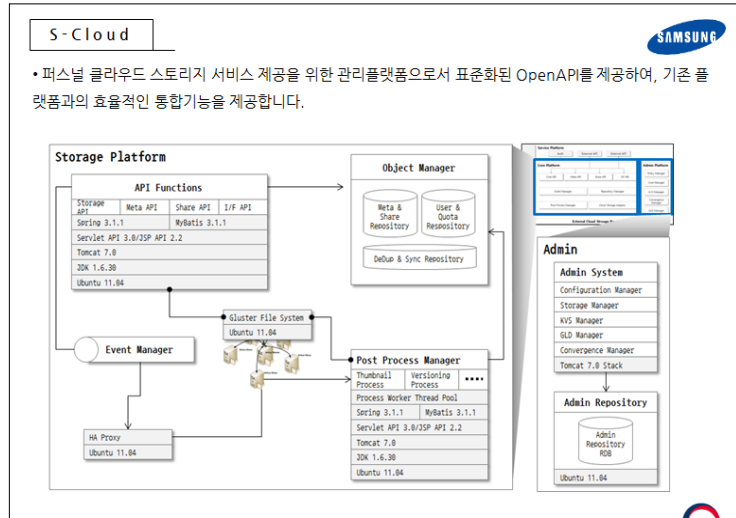 S-Cloud
SAMSUNG
• 퍼스널 클라우드 스토리지 서비스 제공을 위한 관리플랫폼으로서 표준화된 OpenAPI를 제공하여, 기존 플
랫폼과의 효율적인 통합기능을 제공합니다.
Storage Platform
API Functions
Storage API
Meta API
Share API
I/F API
Spring 3.1.1
MyBatis 3.1.1
Servlet API 3.0/JSP API 2.2
Tomcat 7.0
JDK 1.6.30
Ubuntu 11.04
Object Manager
Meta &
Share
Repository
User &
Quota
Respository
DeDup & Sync Repository
Gluster File System
Ubuntu 11.04
Event Manager
HA Proxy
Ubuntu 11.04
Post Process Manager
Thumbnail
Process
Versioning
Process
Process Worker Thread Pool
Spring 3.1.1
MyBatis 3.1.1
Servlet API 3.0/JSP API 2.2
Tomcat 7.0
JDK 1.6.30
Ubuntu 11.04
Service Platform
Core Platform
Admin Platform
Admin
Admin System
Configuration Manager
Storage Manager
KVS Manager
GLD Manager
Convergence Manager
Tomcat 7.0 Stack
Admin Repository
Admin
Repository
RDB
Ubuntu 11.04